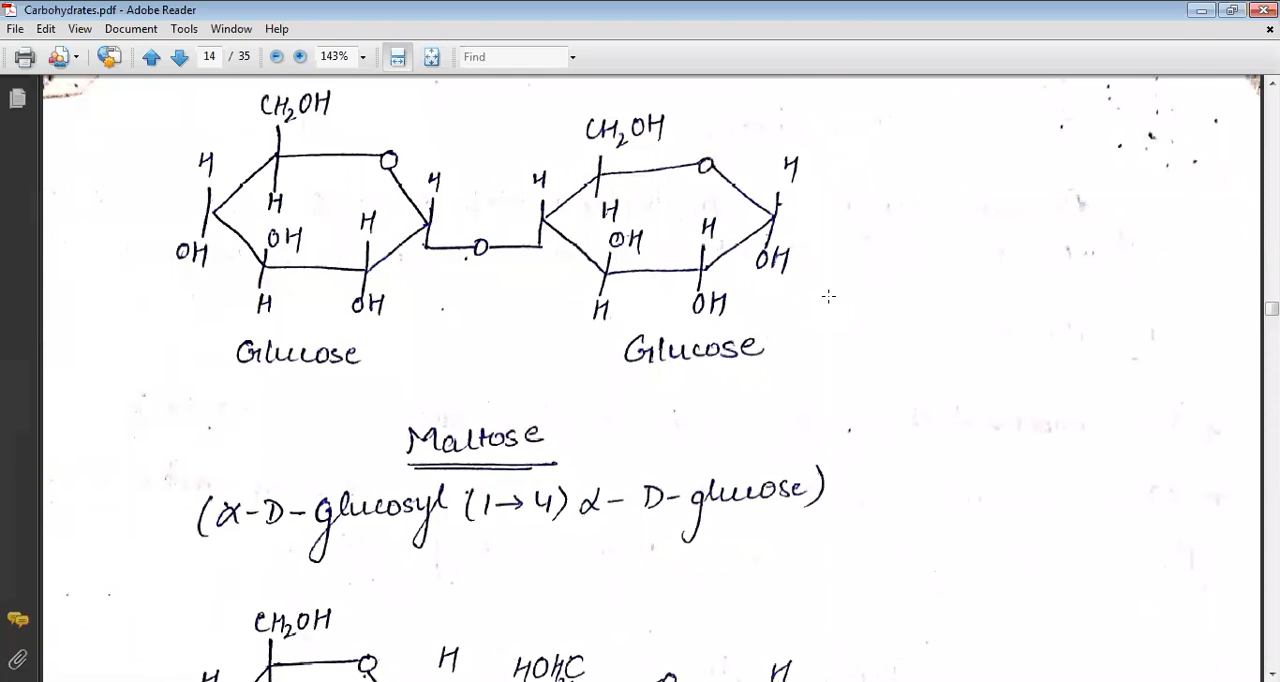 Carbohydrates.pdf - Adobe Reader
File Edit View Document Tools Window Help
14 / 35 143% Find
CH2OH CH2OH
H O H H O H
H H H H H
OH OH O OH OH
H OH H OH
Glucose Glucose
Maltose
(α-D-glucosyl (1→4) α- D-glucose)
CH2OH
H O H HOH2C H